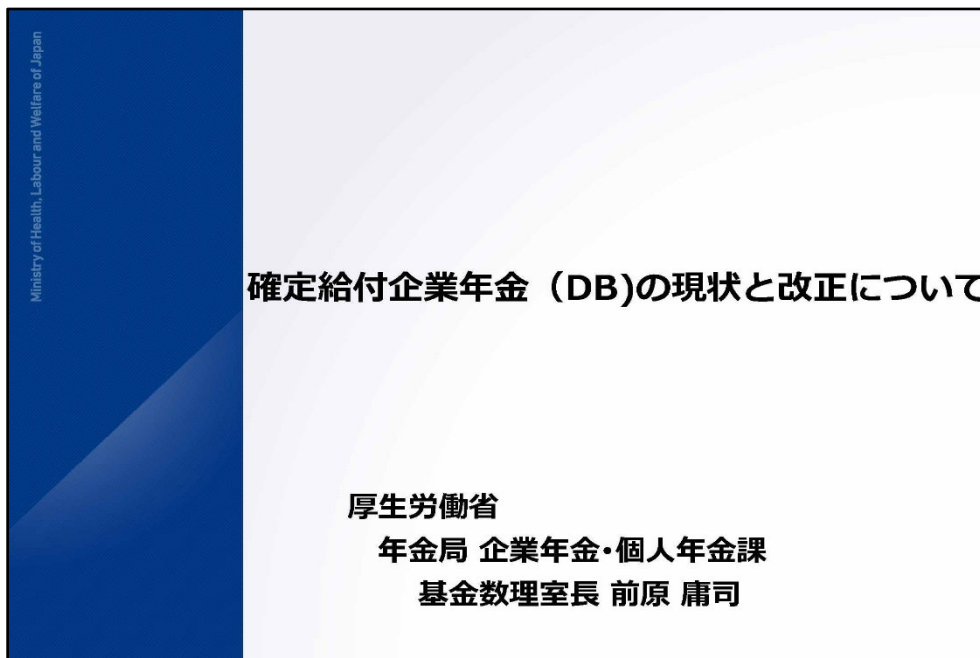 Ministry of Health, Labour and Welfare of Japan
確定給付企業年金（DB)の現状と改正について
厚生労働省
年金局 企業年金・個人年金課
基金数理室長 前原 庸司